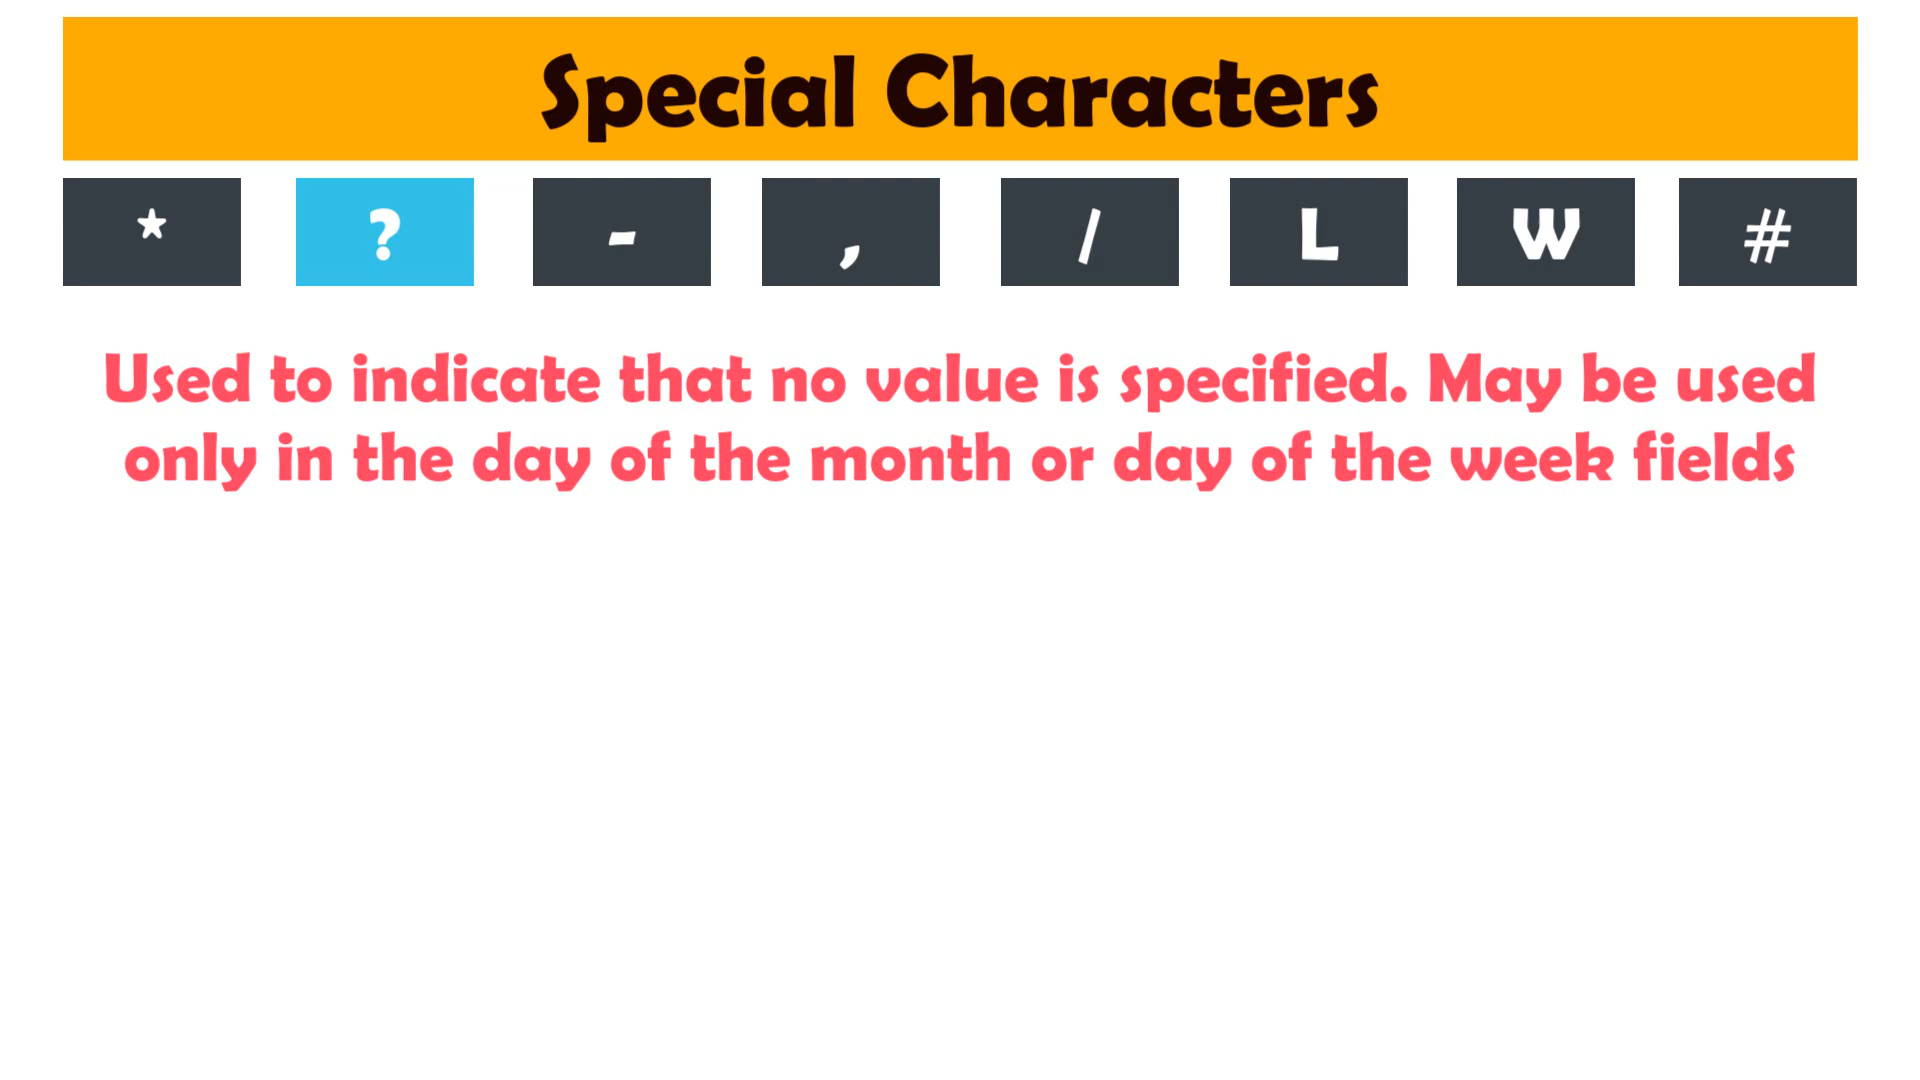 Special Characters
* ? - , / L W #
Used to indicate that no value is specified. May be used
only in the day of the month or day of the week fields